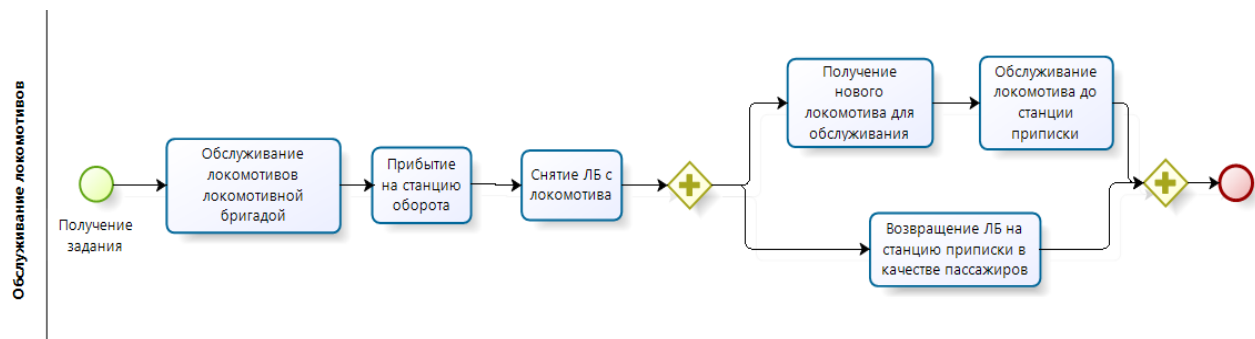 Обслуживание локомотивов
Получение
задания
Обслуживание
локомотивов
локомотивной
бригадой
Прибытие
на станцию
оборота
Снятие ЛБ с
локомотива
Получение
нового
локомотива для
обслуживания
Обслуживание
локомотива до
станции
приписки
Возвращение ЛБ на
станцию приписки в
качестве пассажиров